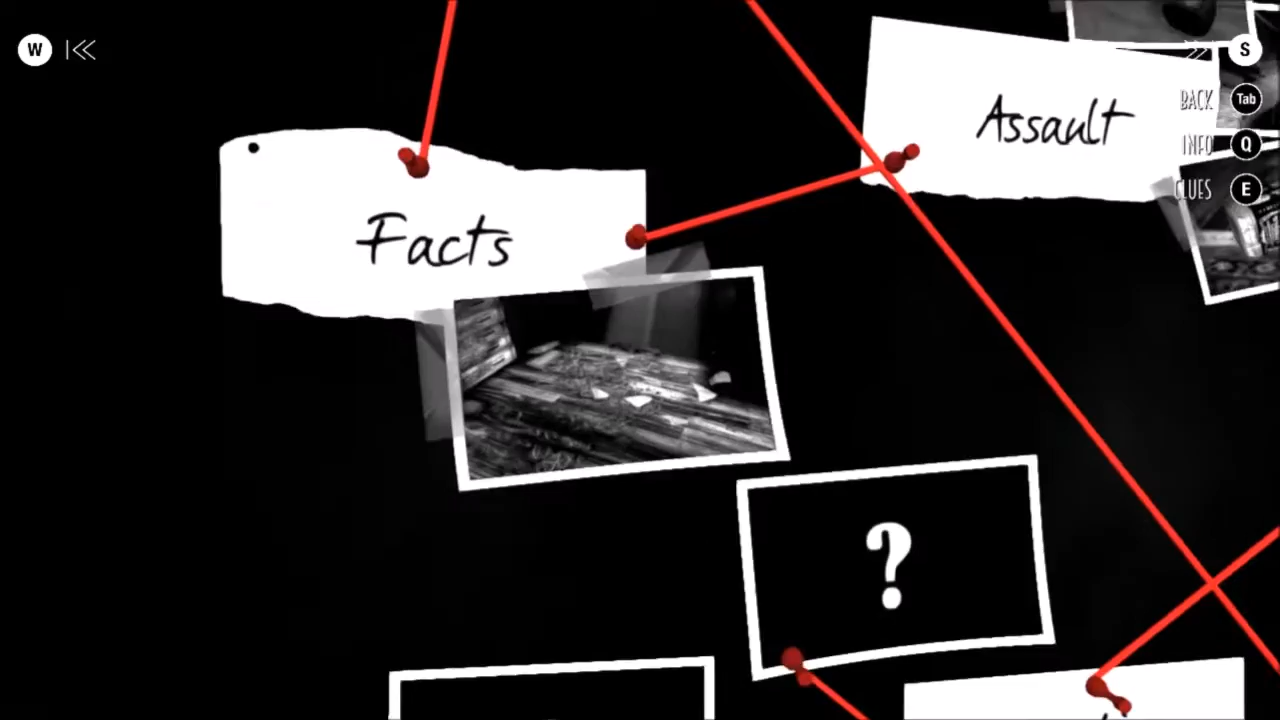 W
S
BACK Tab
INFO Q
CLUES E
Assault
Facts
?